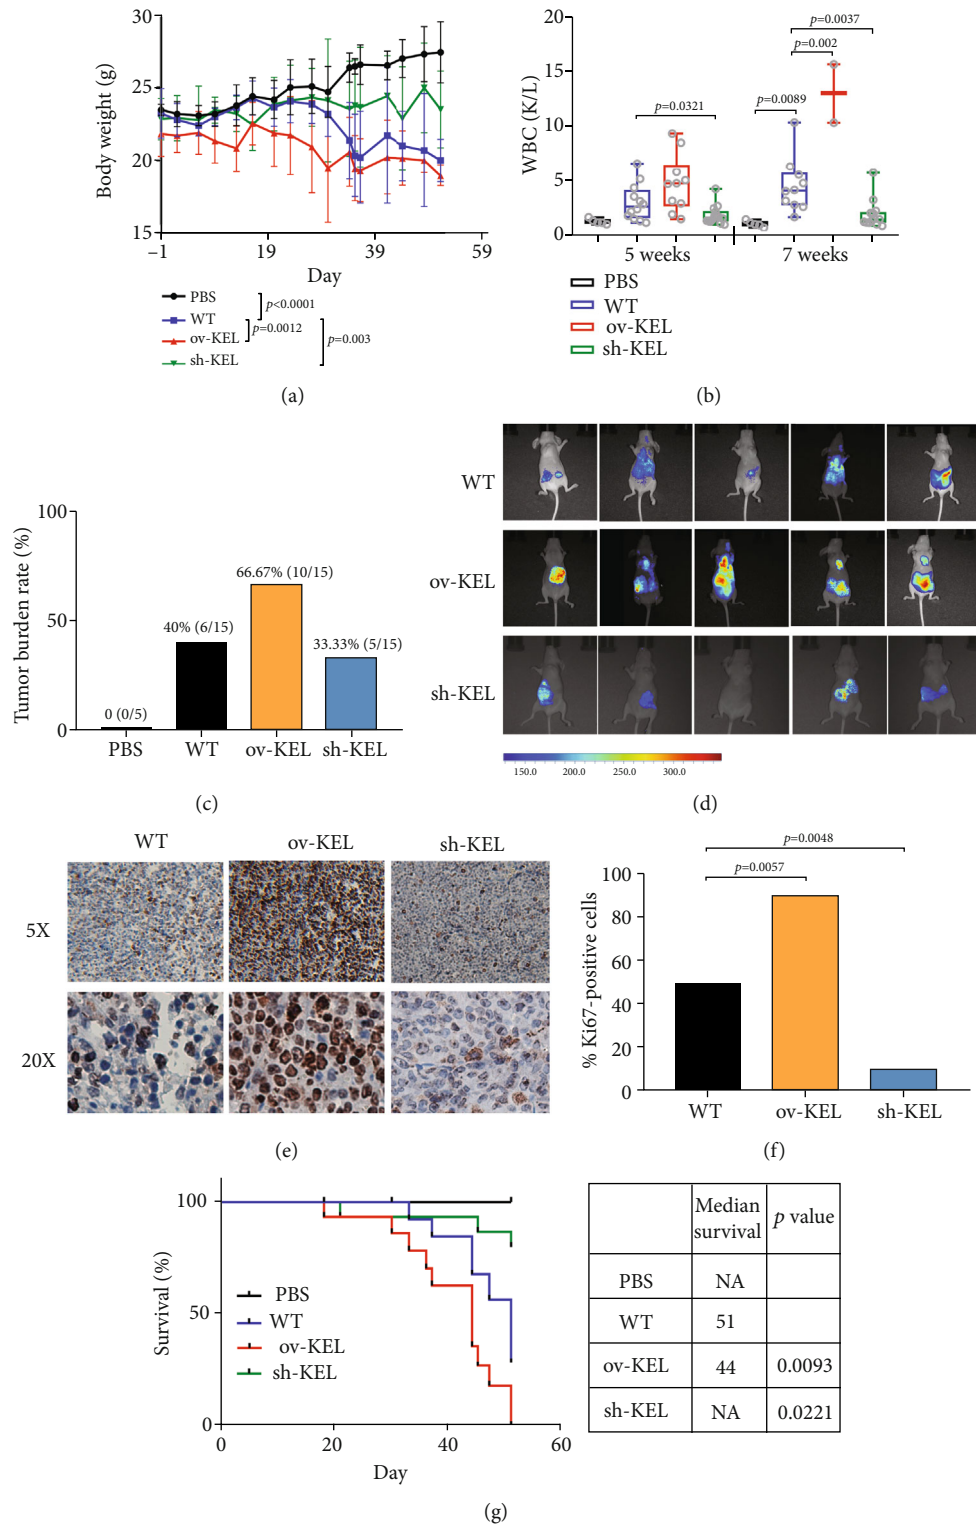 30
25
20
15
Body weight (g)
−1 19 39 59
Day
PBS
WT
ov-KEL
sh-KEL
p<0.0001
p=0.0012
p=0.003
(a)
20
15
10
5
0
WBC (K/L)
p=0.0321
p=0.0089
p=0.002
p=0.0037
5 weeks 7 weeks
PBS
WT
ov-KEL
sh-KEL
(b)
100
50
0
Tumor burden rate (%)
0 (0/5)
40% (6/15)
66.67% (10/15)
33.33% (5/15)
PBS WT ov-KEL sh-KEL
(c)
WT
ov-KEL
sh-KEL
150.0 200.0 250.0 300.0
(d)
WT ov-KEL sh-KEL
5X
20X
(e)
p=0.0048
p=0.0057
100
80
60
40
20
0
% Ki67-positive cells
WT ov-KEL sh-KEL
(f)
100
50
0
Survival (%)
PBS
WT
ov-KEL
sh-KEL
0 20 40 60
Day
Median survival p value
PBS NA
WT 51
ov-KEL 44 0.0093
sh-KEL NA 0.0221
(g)